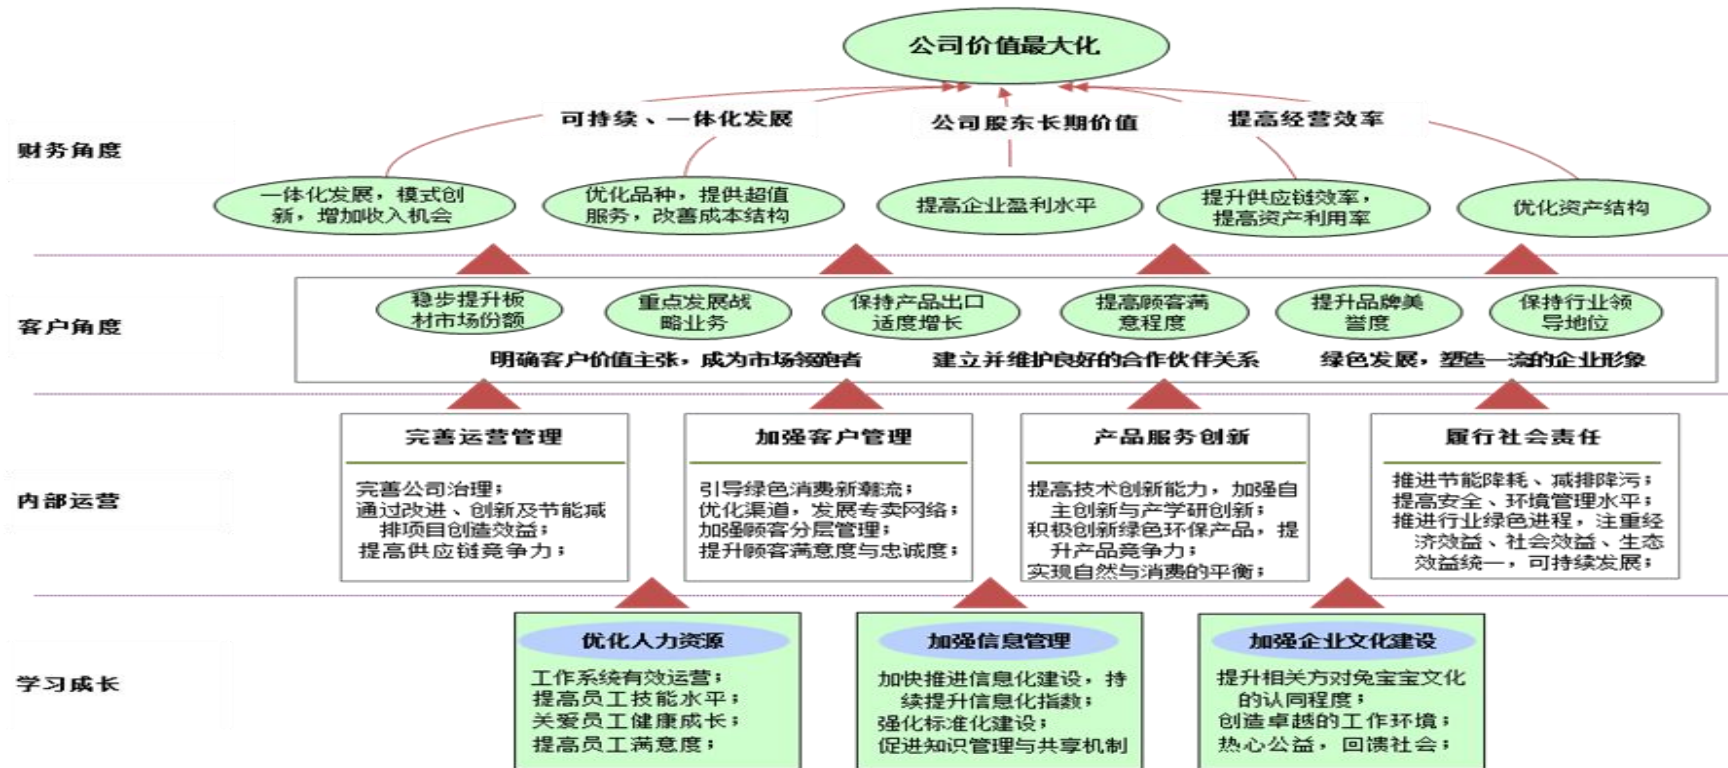 公司价值最大化
可持续、一体化发展
公司股东长期价值
提高经营效率
财务角度
一体化发展，模式创
新，增加收入机会
优化品种，提供超值
服务，改善成本结构
提高企业盈利水平
提升供应链效率，
提高资产利用率
优化资产结构
客户角度
稳步提升板
材市场份额
重点发展战
略业务
保持产品出口
适度增长
提高顾客满
意程度
提升品牌美
誉度
保持行业领
导地位
明确客户价值主张，成为市场领跑者
建立并维护良好的合作伙伴关系
绿色发展，塑造一流的企业形象
内部运营
完善运营管理
完善公司治理；
通过改进、创新及节能减
排项目创造效益；
提高供应链竞争力；
加强客户管理
引导绿色消费新潮流；
优化渠道，发展专卖网络；
加强顾客分层管理；
提升顾客满意度与忠诚度；
产品服务创新
提高技术创新能力，加强自
主创新与产学研创新；
积极创新绿色环保产品，提
升产品竞争力；
实现自然与消费的平衡；
履行社会责任
推进节能降耗、减排降污；
提高安全、环境管理水平；
推进行业绿色进程，注重经
济效益、社会效益、生态
效益统一，可持续发展；
学习成长
优化人力资源
工作系统有效运营；
提高员工技能水平；
关爱员工健康成长；
提高员工满意度；
加强信息管理
加快推进信息化建设，持
续提升信息化指数；
强化标准化建设；
促进知识管理与共享机制
加强企业文化建设
提升相关方对兔宝宝文化
的认同程度；
创造卓越的工作环境；
热心公益，回馈社会；